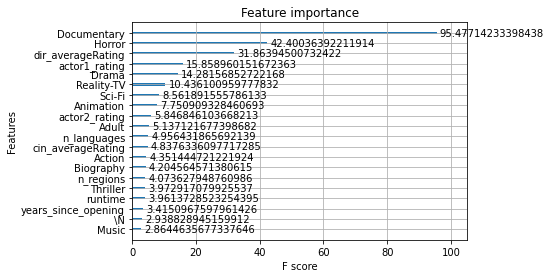 Feature importance
Documentary 95.47714233398438
Horror 42.40036392211914
dir_averageRating 31.86394500732422
actor1_rating 15.858960151672363
Drama 14.28156852722168
Reality-TV 10.436100959777832
Sci-Fi 8.561891555786133
Animation 7.750909328460693
actor2_rating 5.846846103668213
Adult 5.137121677398682
n_languages 4.956431865692139
cin_averageRating 4.8376336097717285
Action 4.351444721221924
Biography 4.204564571380615
n_regions 4.073627948760986
Thriller 3.972917079925537
runtime 3.9613728523254395
years_since_opening 3.4150967597961426
\N 2.938828945159912
Music 2.8644635677337646
Features
0 20 40 60 80 100
F score